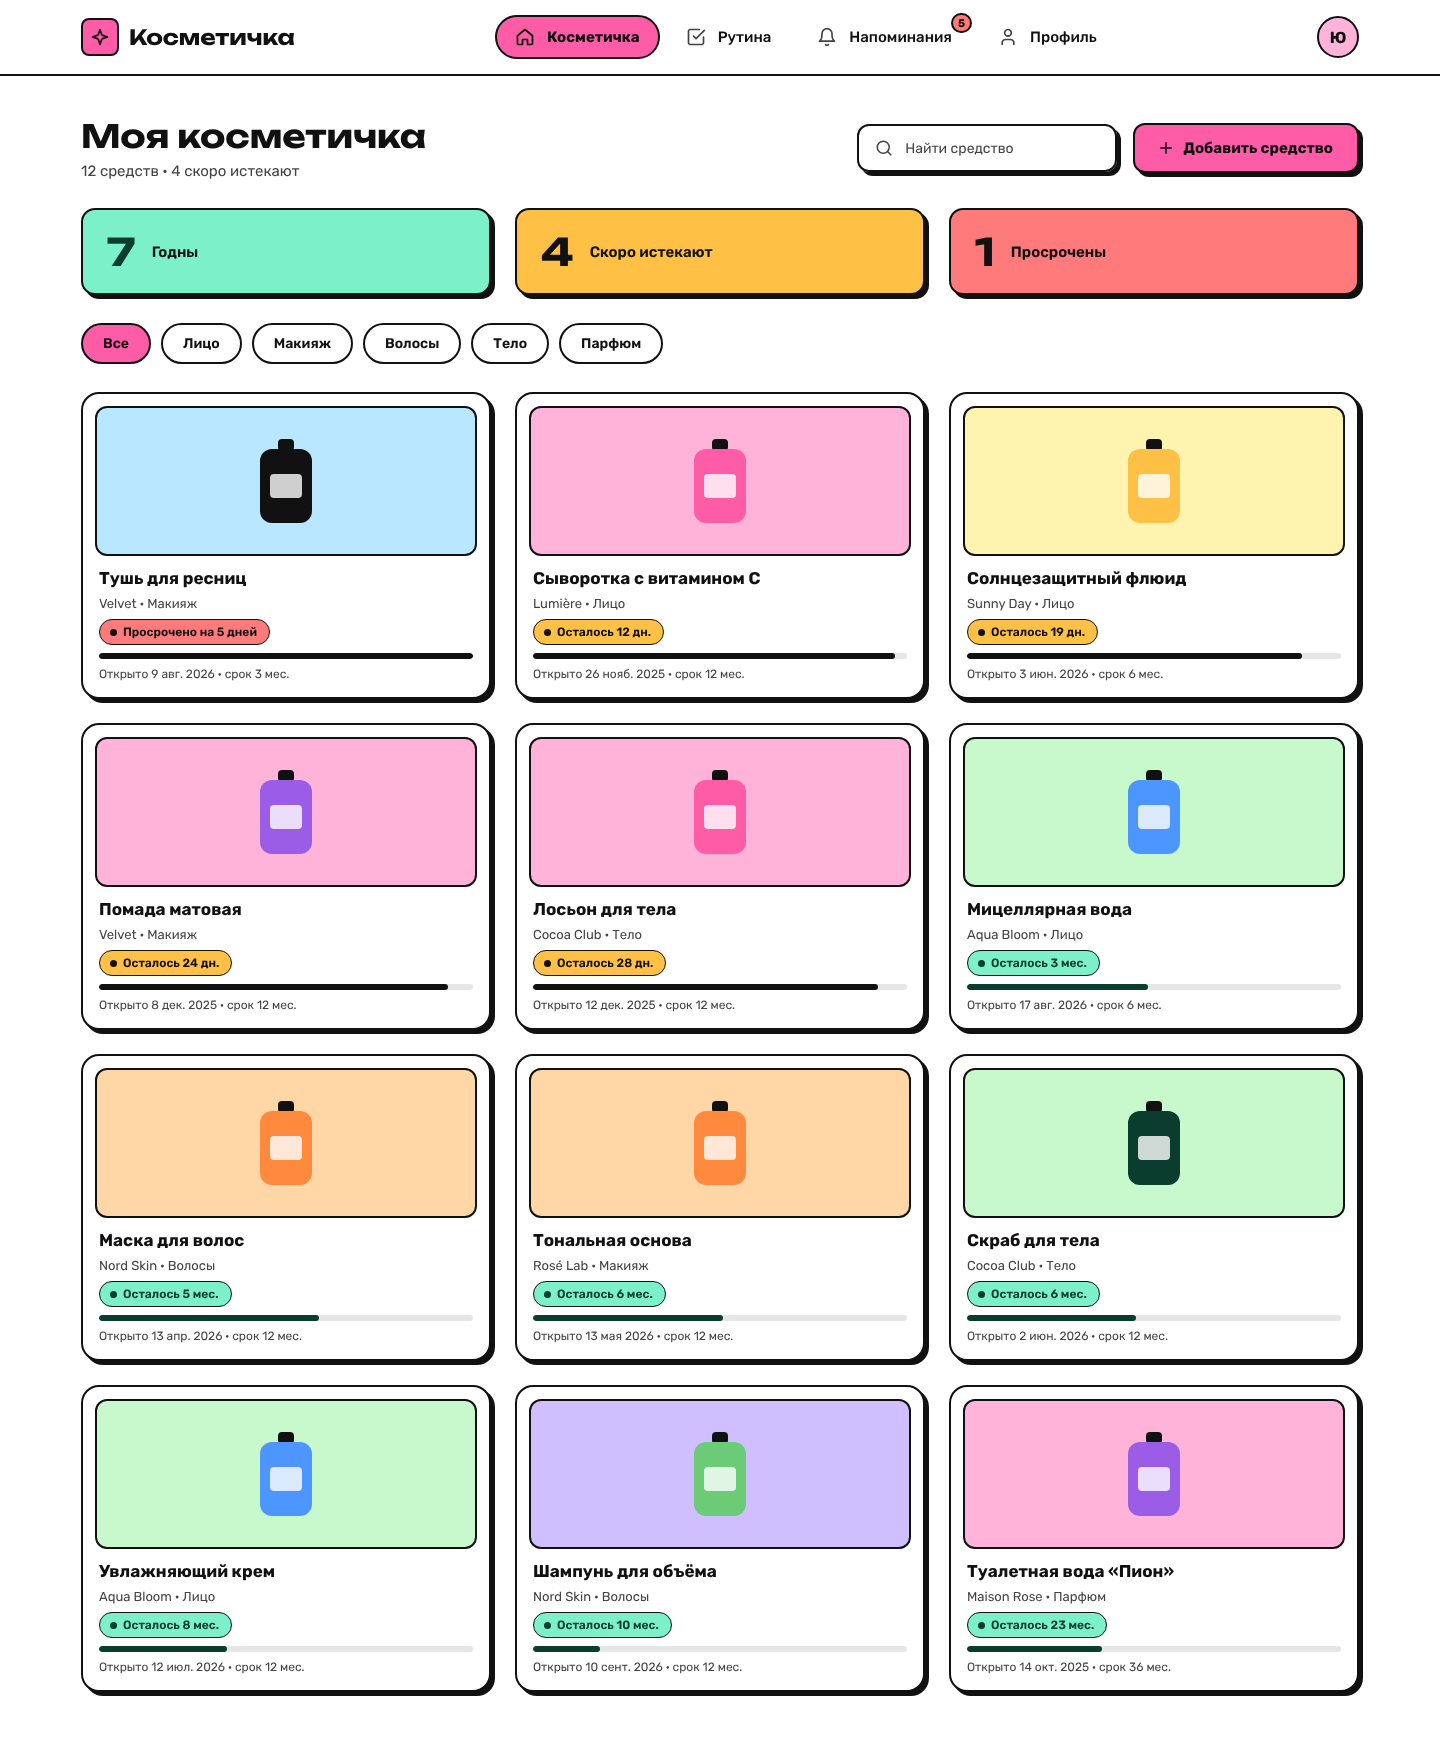 Косметичка
Косметичка
Рутина
Напоминания
5
Профиль
Ю
Моя косметичка
12 средств • 4 скоро истекают
Найти средство
Добавить средство
7 Годны
4 Скоро истекают
1 Просрочены
Все
Лицо
Макияж
Волосы
Тело
Парфюм
Тушь для ресниц
Velvet • Макияж
Просрочено на 5 дней
Открыто 9 авг. 2026 • срок 3 мес.
Сыворотка с витамином C
Lumière • Лицо
Осталось 12 дн.
Открыто 26 нояб. 2025 • срок 12 мес.
Солнцезащитный флюид
Sunny Day • Лицо
Осталось 19 дн.
Открыто 3 июн. 2026 • срок 6 мес.
Помада матовая
Velvet • Макияж
Осталось 24 дн.
Открыто 8 дек. 2025 • срок 12 мес.
Лосьон для тела
Cocoa Club • Тело
Осталось 28 дн.
Открыто 12 дек. 2025 • срок 12 мес.
Мицеллярная вода
Aqua Bloom • Лицо
Осталось 3 мес.
Открыто 17 авг. 2026 • срок 6 мес.
Маска для волос
Nord Skin • Волосы
Осталось 5 мес.
Открыто 13 апр. 2026 • срок 12 мес.
Тональная основа
Rosé Lab • Макияж
Осталось 6 мес.
Открыто 13 мая 2026 • срок 12 мес.
Скраб для тела
Cocoa Club • Тело
Осталось 6 мес.
Открыто 2 июн. 2026 • срок 12 мес.
Увлажняющий крем
Aqua Bloom • Лицо
Осталось 8 мес.
Открыто 12 июл. 2026 • срок 12 мес.
Шампунь для объёма
Nord Skin • Волосы
Осталось 10 мес.
Открыто 10 сент. 2026 • срок 12 мес.
Туалетная вода «Пион»
Maison Rose • Парфюм
Осталось 23 мес.
Открыто 14 окт. 2025 • срок 36 мес.